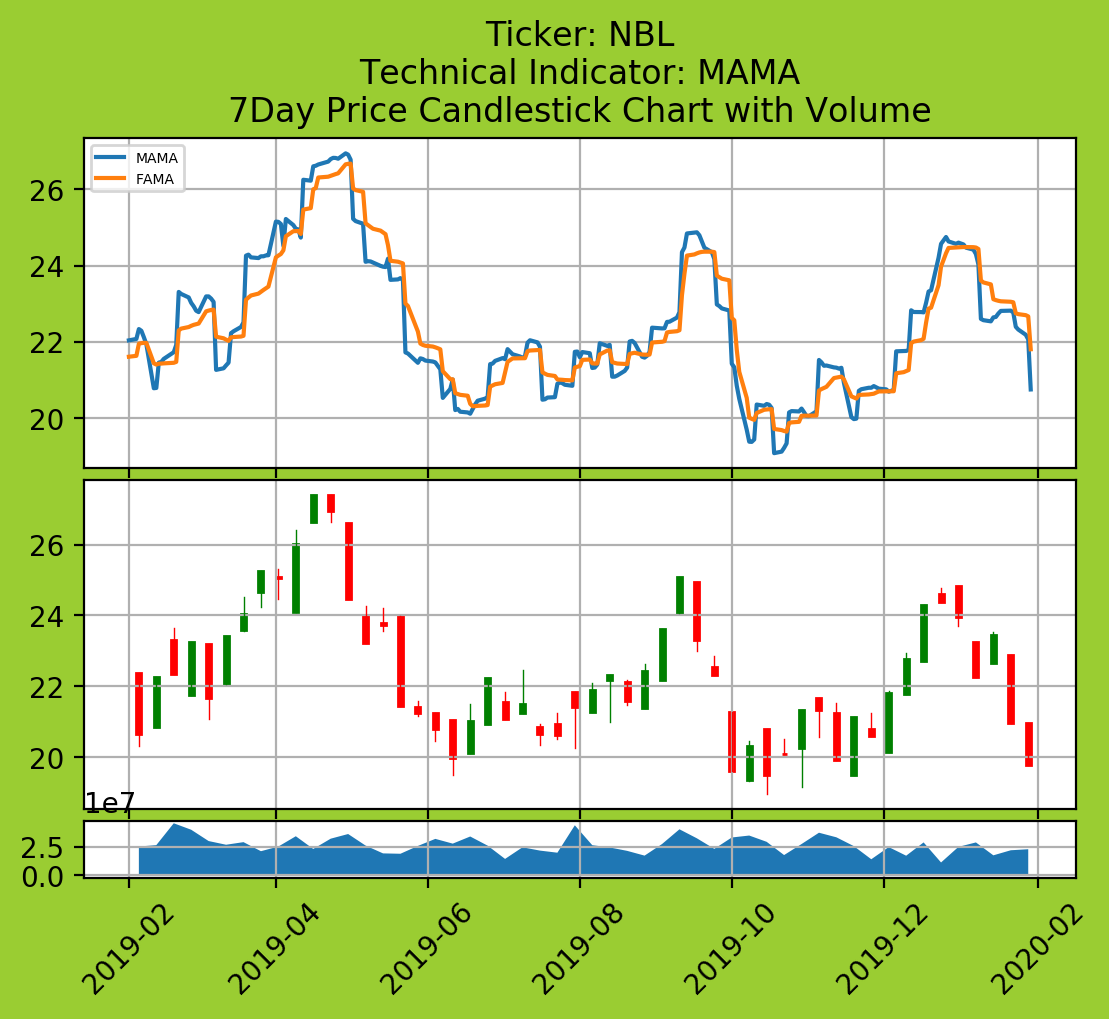 Ticker: NBL
Technical Indicator: MAMA
7Day Price Candlestick Chart with Volume
MAMA
FAMA
26
24
22
20
26
24
22
20
1e7
2.5
0.0
2019-02
2019-04
2019-06
2019-08
2019-10
2019-12
2020-02